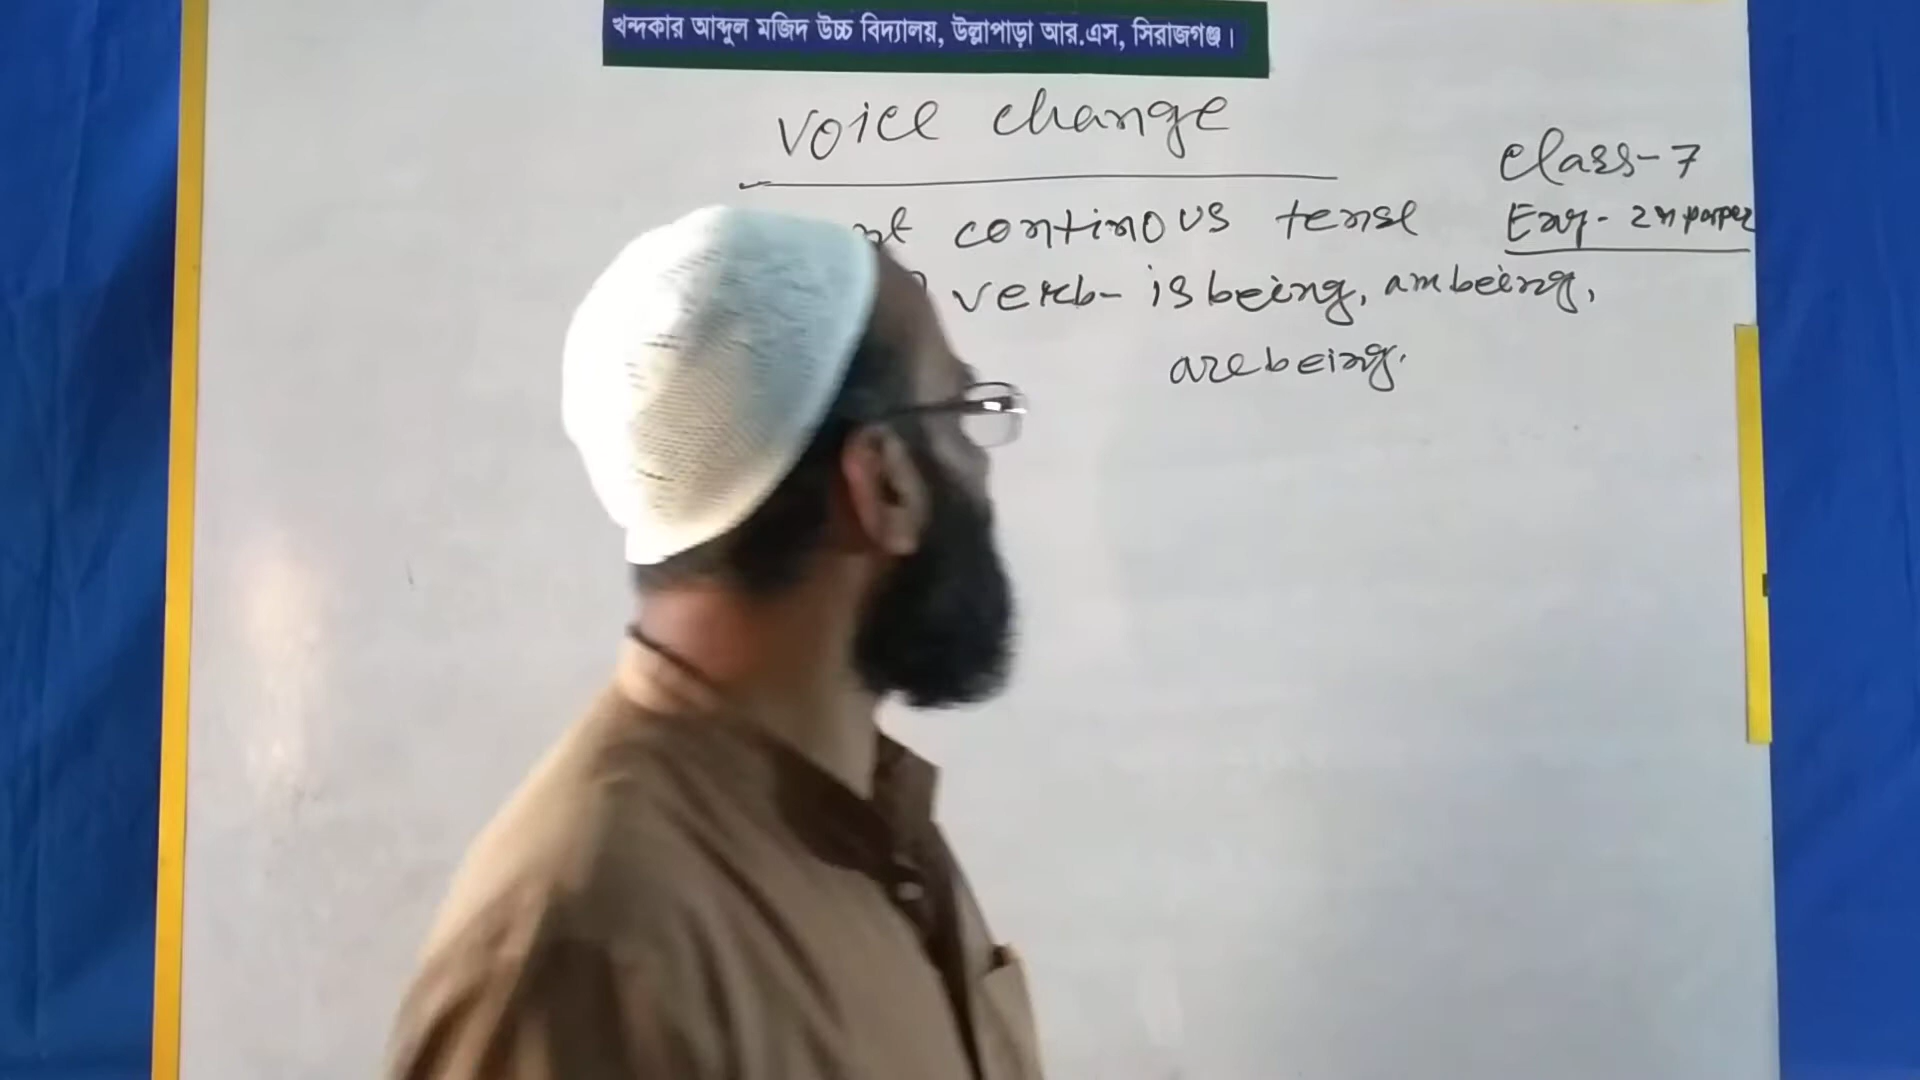 খন্দকার আব্দুল মজিদ উচ্চ বিদ্যালয়, উল্লাপাড়া আর.এস, সিরাজগঞ্জ।
voice change
class-7
continous tense
Eng- 2n paper
verb- is being, am being,
are being.